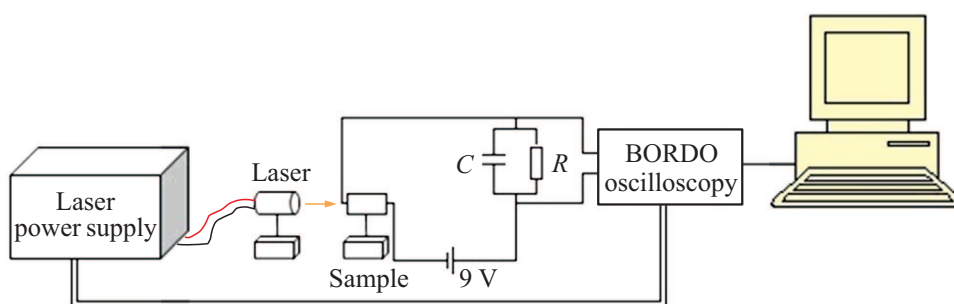 Laser
power supply
Laser
Sample
9 V
C
R
BORDO
oscilloscopy